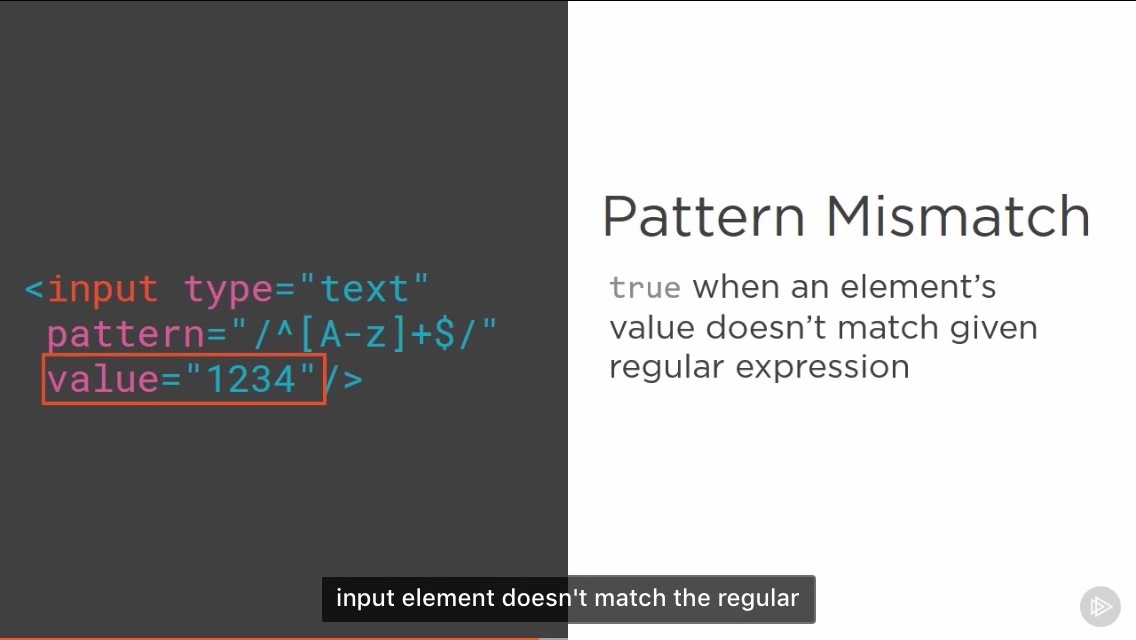 <input type="text"
pattern="/^[A-z]+$/"
value="1234"/>
Pattern Mismatch
true when an element’s
value doesn’t match given
regular expression
input element doesn't match the regular